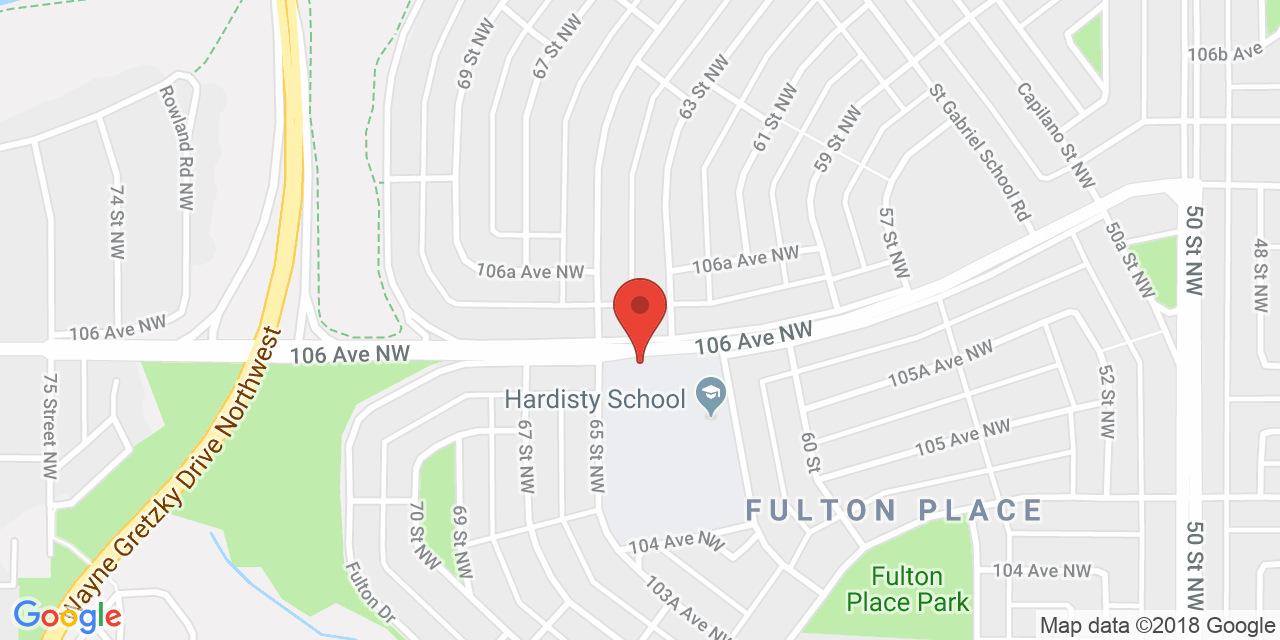 69 St NW
67 St NW
63 St NW
61 St NW
59 St NW
St Gabriel School Rd
Capilano St NW
106b Ave
Rowland Rd NW
74 St NW
57 St NW
50a St NW
50 St NW
48 St NW
106a Ave NW
106a Ave NW
106 Ave NW
106 Ave NW
106 Ave NW
75 Street NW
Wayne Gretzky Drive Northwest
Hardisty School
105A Ave NW
52 St NW
67 St NW
65 St NW
60 St
105 Ave NW
70 St NW
69 St NW
FULTON PLACE
104 Ave NW
50 St NW
Fulton Dr
103A Ave NW
Fulton
Place Park
104 Ave NW
Google
Map data ©2018 Google